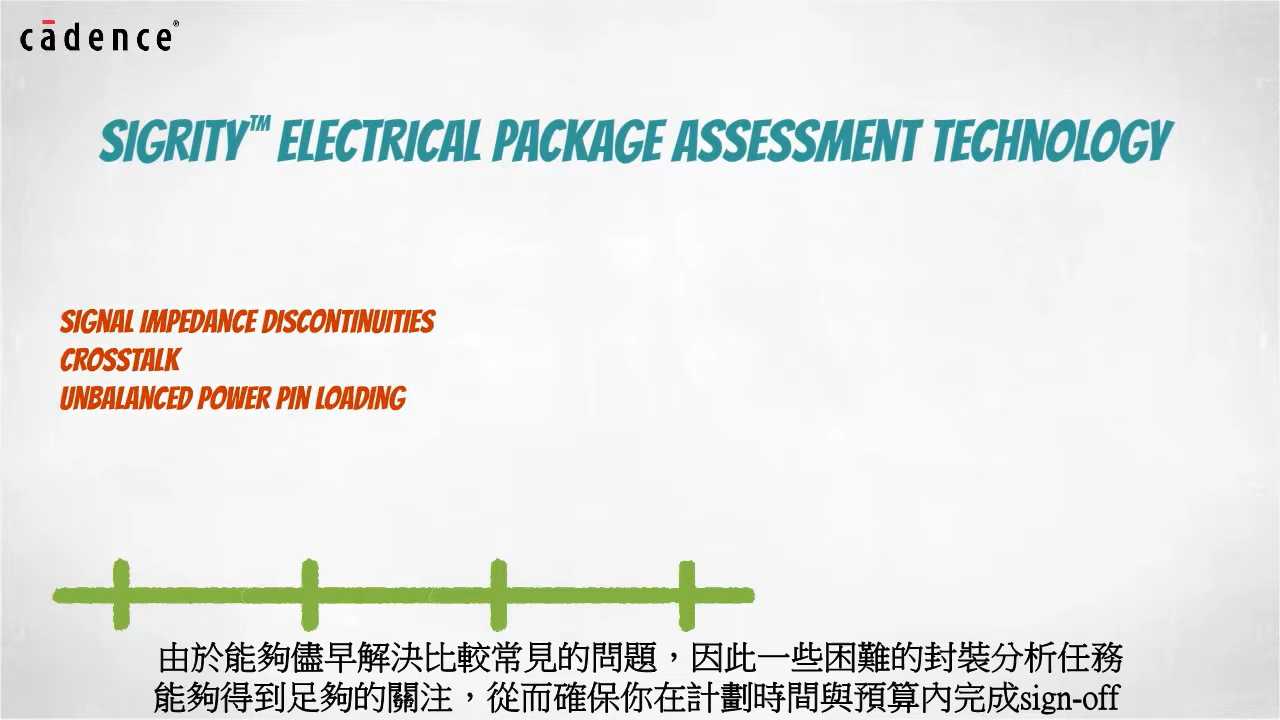 cādence®
SIGRITY™ ELECTRICAL PACKAGE ASSESSMENT TECHNOLOGY
SIGNAL IMPEDANCE DISCONTINUITIES
CROSSTALK
UNBALANCED POWER PIN LOADING
由於能夠儘早解決比較常見的問題，因此一些困難的封裝分析任務
能夠得到足夠的關注，從而確保你在計劃時間與預算內完成sign-off